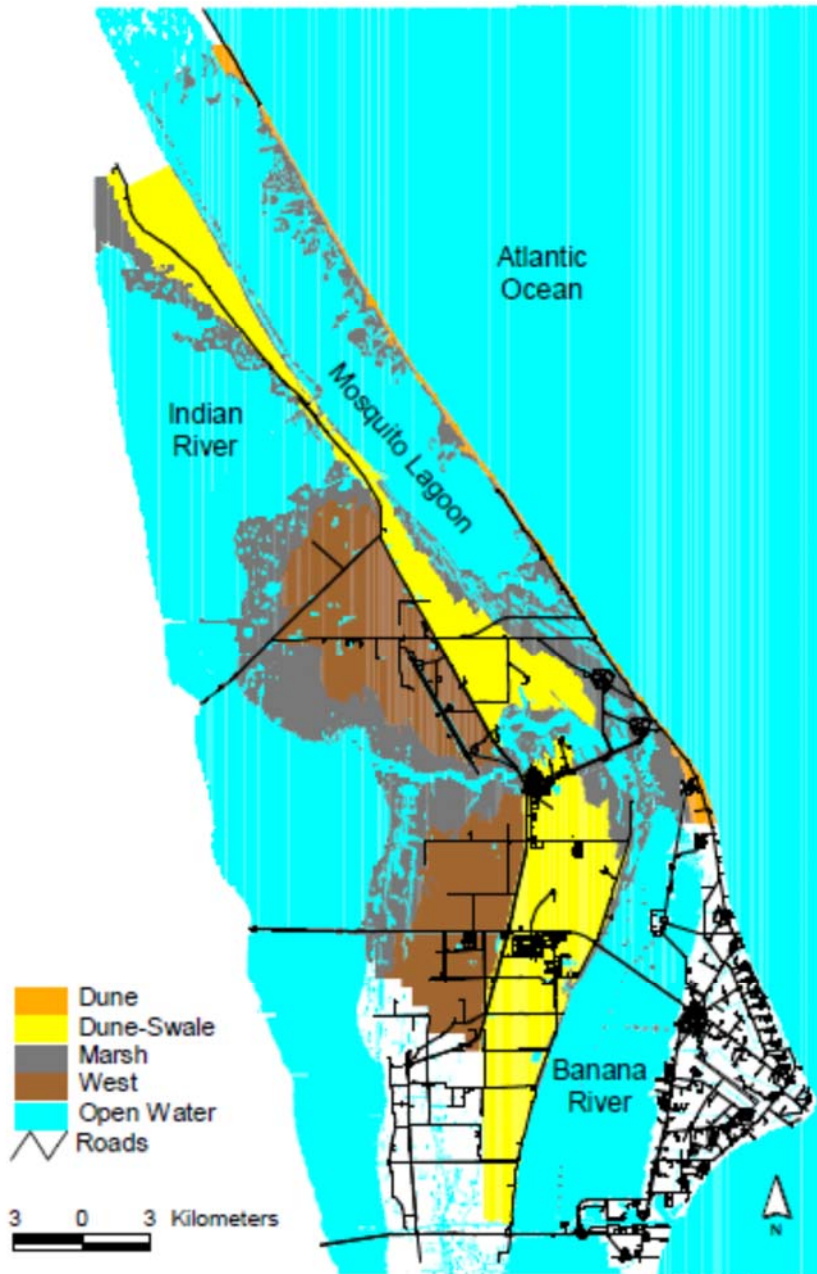 Atlantic
Ocean
Mosquito Lagoon
Indian
River
Dune
Dune-Swale
Marsh
West
Open Water
Roads
Banana
River
3 0 3 Kilometers
N